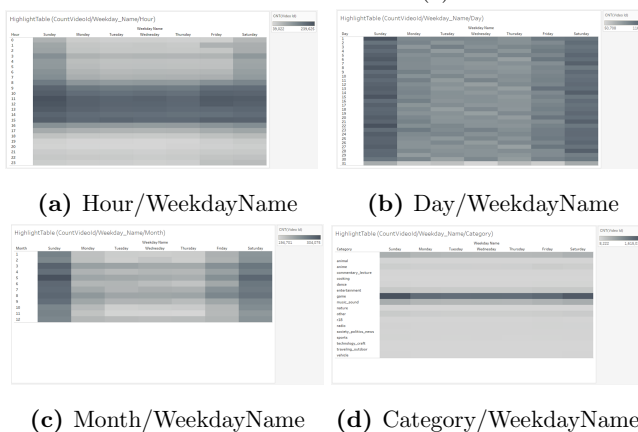 HighlightTable (CountVideoId/Weekday_Name/Hour)
Weekday Name
Hour Sunday Monday Tuesday Wednesday Thursday Friday Saturday
0
1
2
3
4
5
6
7
8
9
10
11
12
13
14
15
16
17
18
19
20
21
22
23
CNT(Video Id)
HighlightTable (CountVideoId/Weekday_Name/Day)
Weekday Name
Day Sunday Monday Tuesday Wednesday Thursday Friday Saturday
CNT(Video Id)
(a) Hour/WeekdayName
(b) Day/WeekdayName
HighlightTable (CountVideoId/Weekday_Name/Month)
Weekday Name
Month Sunday Monday Tuesday Wednesday Thursday Friday Saturday
1
2
3
4
5
6
7
8
9
10
11
12
CNT(Video Id)
HighlightTable (CountVideoId/Weekday_Name/Category)
Weekday Name
Category Sunday Monday Tuesday Wednesday Thursday Friday Saturday
animal
anime
commentary_lecture
cooking
dance
entertainment
game
music_sound
nature
other
r18
radio
society_politics_news
sports
technology_craft
traveling_outdoor
vehicle
CNT(Video Id)
(c) Month/WeekdayName
(d) Category/WeekdayName